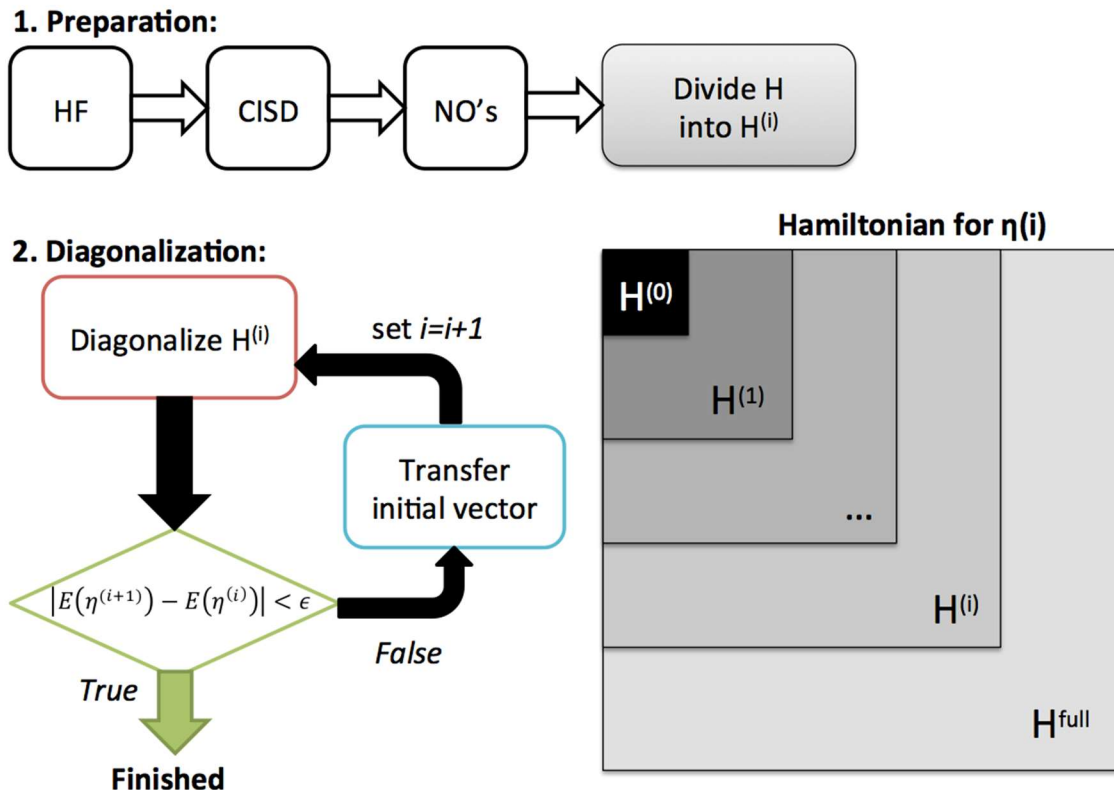 1. Preparation:
HF
CISD
NO's
Divide H
into H⁽ⁱ⁾
2. Diagonalization:
Diagonalize H⁽ⁱ⁾
set i=i+1
Transfer
initial vector
|E(η⁽ⁱ⁺¹⁾) − E(η⁽ⁱ⁾)| < ϵ
False
True
Finished
Hamiltonian for η(i)
H⁽⁰⁾
H⁽¹⁾
...
H⁽ⁱ⁾
Hᶠᵘˡˡ